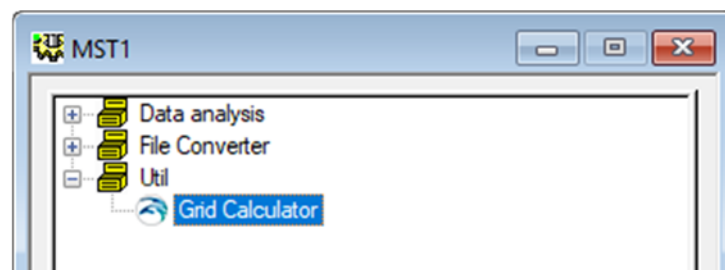 MST1
Data analysis
File Converter
Util
Grid Calculator